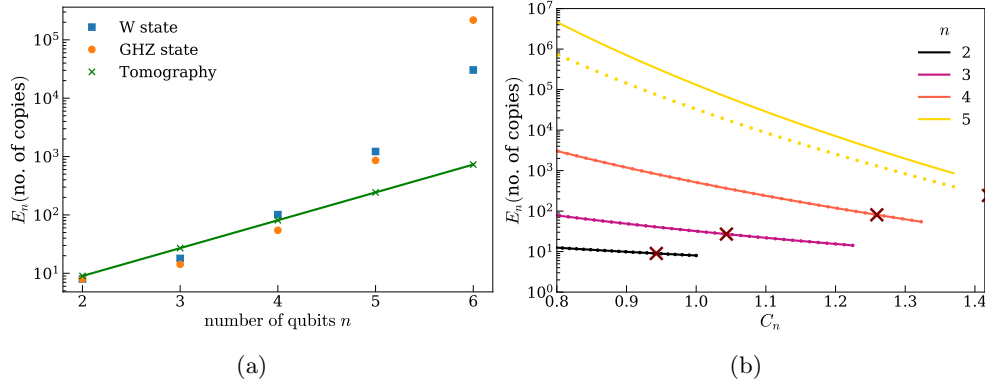 W state
GHZ state
Tomography
10^5
10^4
10^3
10^2
10^1
E_n(no. of copies)
2 3 4 5 6
number of qubits n
(a)
n
2
3
4
5
10^7
10^6
10^5
10^4
10^3
10^2
10^1
10^0
E_n(no. of copies)
0.8 0.9 1.0 1.1 1.2 1.3 1.4
C_n
(b)